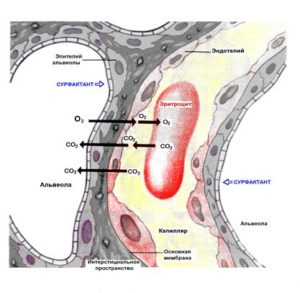 Эпителий
альвеолы
Эндотелий
СУРФАКТАНТ
Эритроцит
O₂
O₂
O₂
CO₂
CO₂
CO₂
CO₂
CO₂
СУРФАКТАНТ
Альвеола
Альвеола
Капилляр
Основная
мембрана
Интерстициальное
пространство